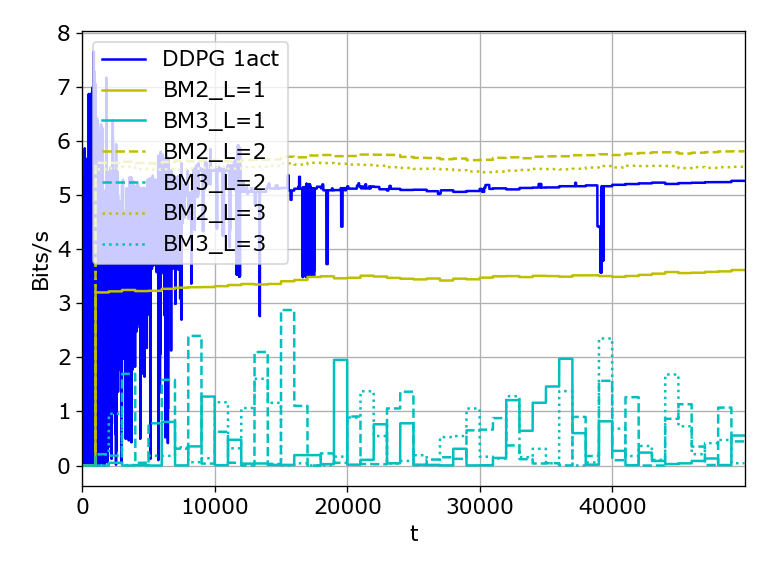 8
7
6
5
4
3
2
1
0
Bits/s
DDPG 1act
BM2_L=1
BM3_L=1
BM2_L=2
BM3_L=2
BM2_L=3
BM3_L=3
0 10000 20000 30000 40000
t